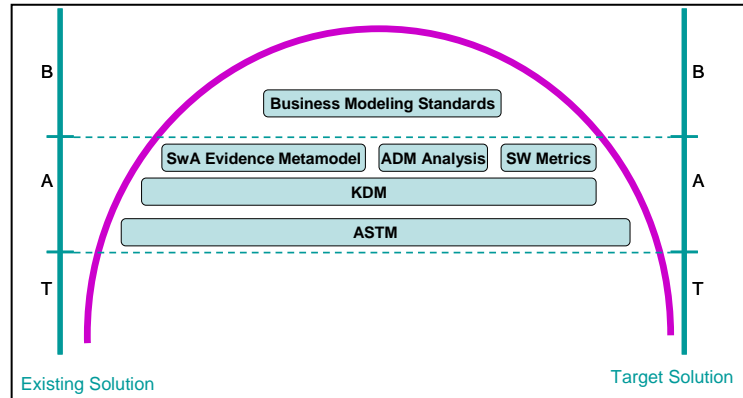 B
B
Business Modeling Standards
SwA Evidence Metamodel
ADM Analysis
SW Metrics
A
A
KDM
ASTM
T
T
Existing Solution
Target Solution